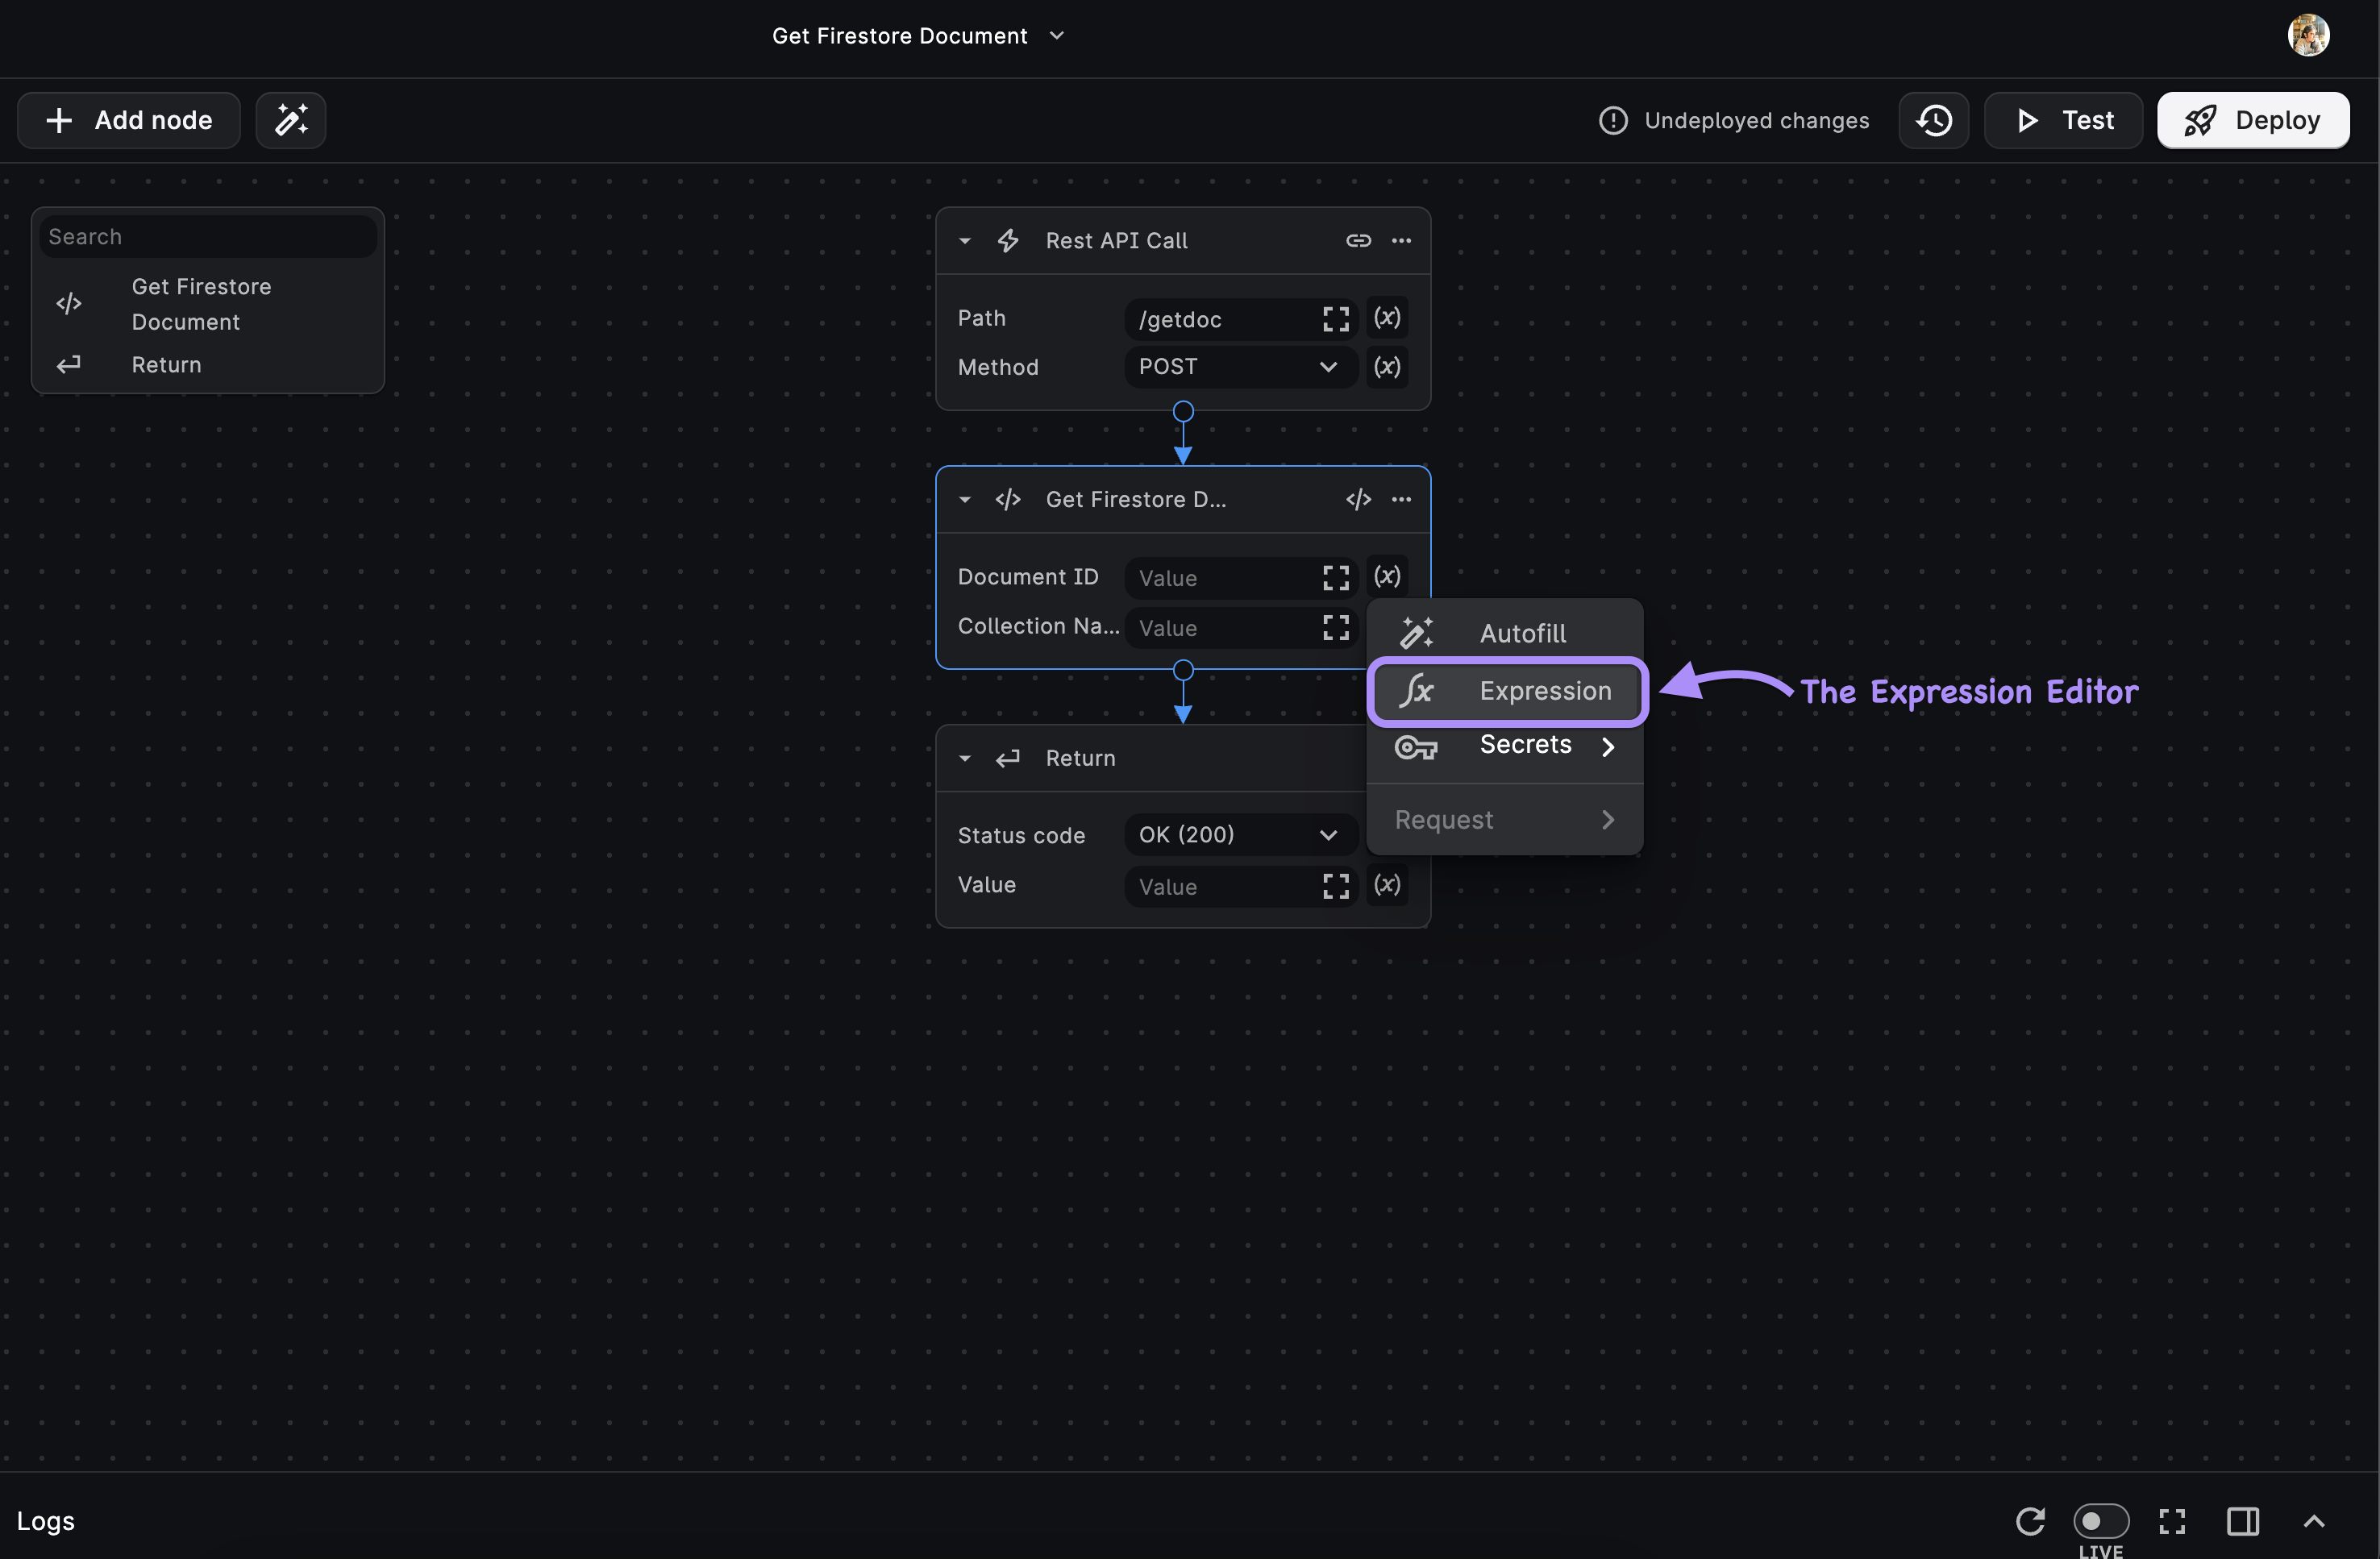 Get Firestore Document
Add node
Undeployed changes
Test
Deploy
Search
Get Firestore
Document
Return
Rest API Call
Path
/getdoc
(x)
Method
POST
(x)
Get Firestore D...
Document ID
Value
(x)
Collection Na...
Value
Autofill
Expression
The Expression Editor
Secrets
Request
Return
Status code
OK (200)
Value
Value
(x)
Logs
LIVE